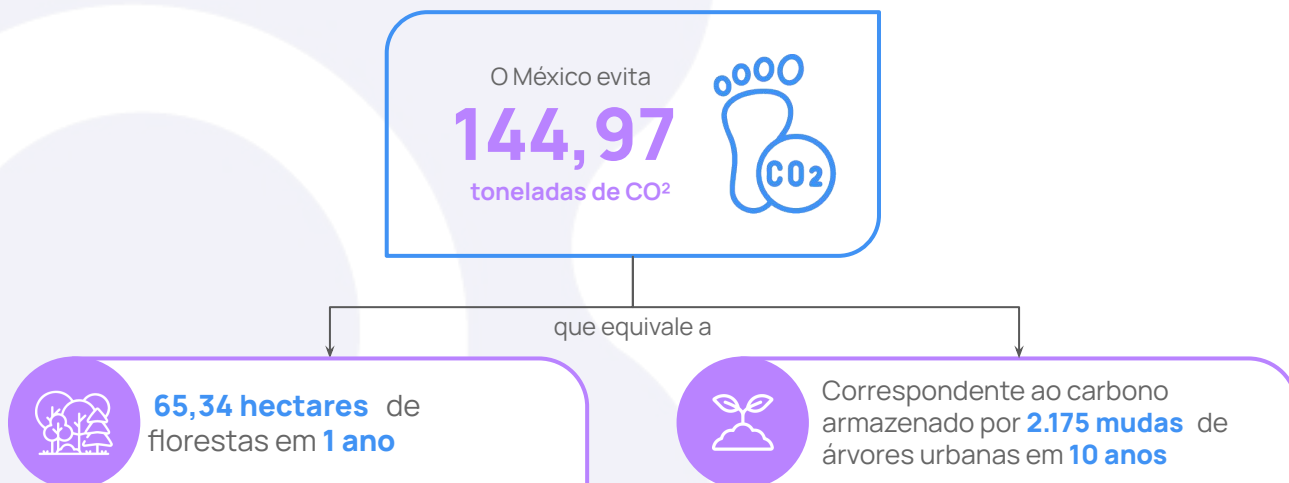 O México evita
144,97
toneladas de CO²
CO2
que equivale a
65,34 hectares de
florestas em 1 ano
Correspondente ao carbono
armazenado por 2.175 mudas de
árvores urbanas em 10 anos